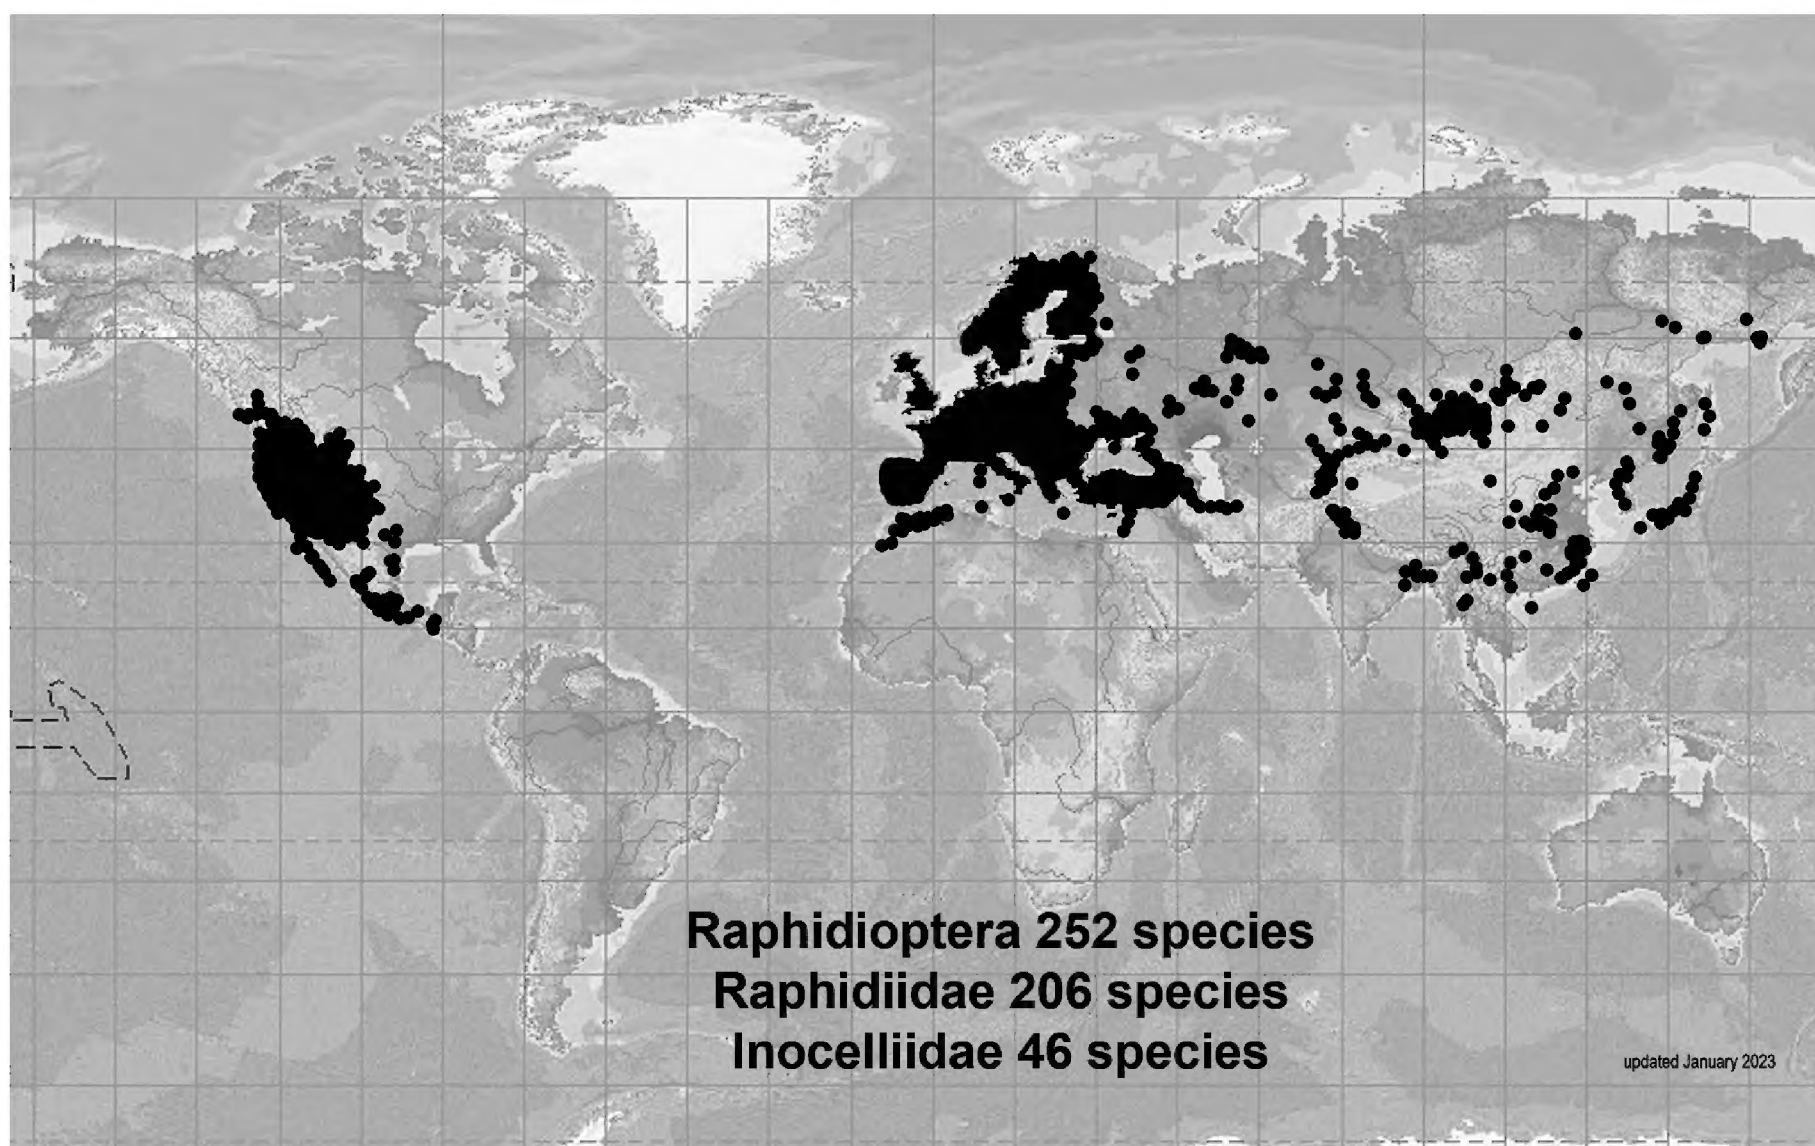 Raphidioptera 252 species
Raphidiidae 206 species
Inocelliidae 46 species
updated January 2023